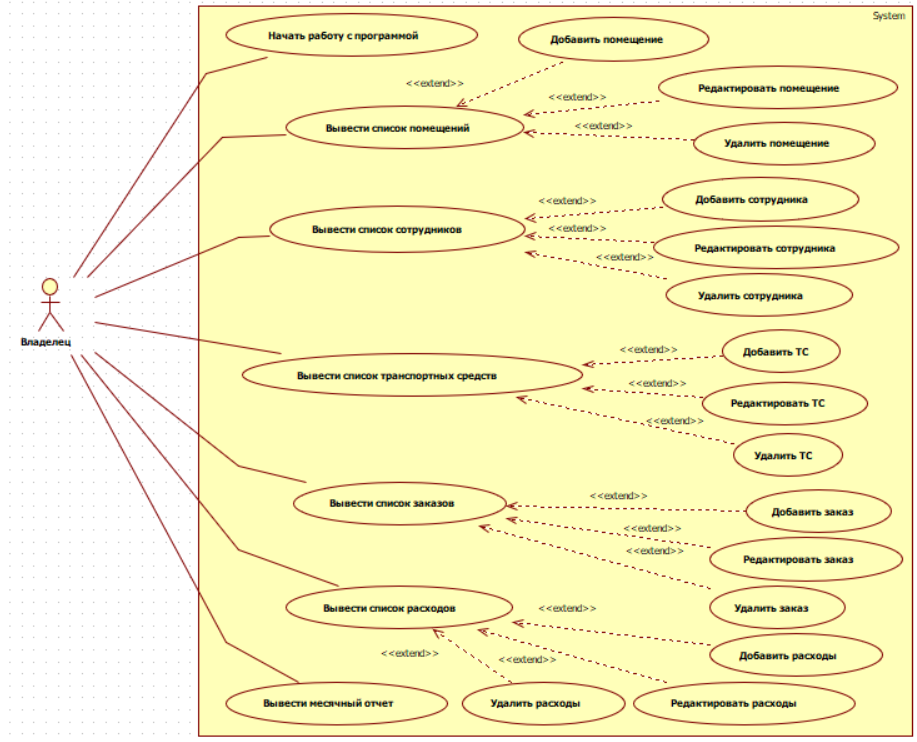 System
Начать работу с программой
Добавить помещение
<<extend>>
Редактировать помещение
<<extend>>
Вывести список помещений
<<extend>>
Удалить помещение
Добавить сотрудника
<<extend>>
Вывести список сотрудников
<<extend>>
Редактировать сотрудника
<<extend>>
Удалить сотрудника
Владелец
<<extend>>
Добавить ТС
Вывести список транспортных средств
<<extend>>
Редактировать ТС
<<extend>>
Удалить ТС
<<extend>>
Вывести список заказов
Добавить заказ
<<extend>>
<<extend>>
Редактировать заказ
Вывести список расходов
<<extend>>
Удалить заказ
<<extend>>
<<extend>>
Добавить расходы
Вывести месячный отчет
Удалить расходы
Редактировать расходы